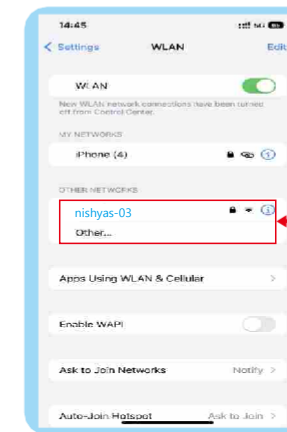 14:45 5G
Settings WLAN Edit
WLAN
New WLAN network connections have been turned
off from Control Center.
MY NETWORKS
iPhone (4)
OTHER NETWORKS
nishyas-03
Other...
Apps Using WLAN & Cellular
Enable WAPI
Ask to Join Networks Notify
Auto-Join Hotspot Ask to Join